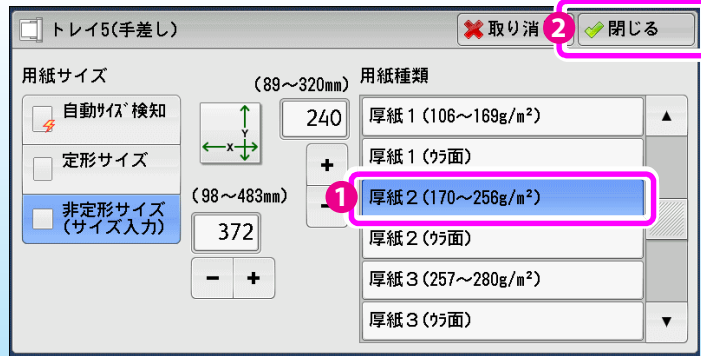 トレイ5(手差し)
取り消
2
閉じる
用紙サイズ
(89～320mm)
用紙種類
自動ｻｲｽﾞ検知
Y
X
240
厚紙1(106～169g/m²)
▲
定形サイズ
+
厚紙1(ｳﾗ面)
非定形サイズ
(サイズ入力)
(98～483mm)
-
1
厚紙2(170～256g/m²)
372
厚紙2(ｳﾗ面)
- +
厚紙3(257～280g/m²)
厚紙3(ｳﾗ面)
▼